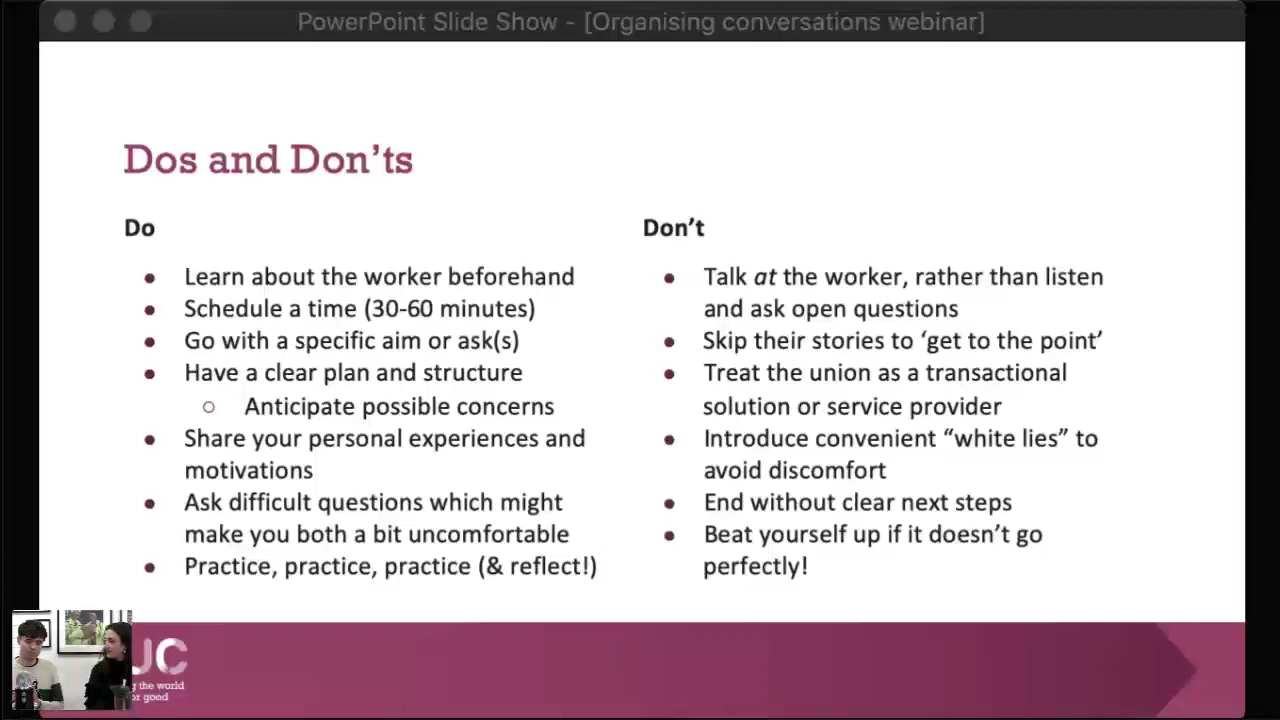 PowerPoint Slide Show - [Organising conversations webinar]
Dos and Don’ts
Do
Learn about the worker beforehand
Schedule a time (30-60 minutes)
Go with a specific aim or ask(s)
Have a clear plan and structure
Anticipate possible concerns
Share your personal experiences and
motivations
Ask difficult questions which might
make you both a bit uncomfortable
Practice, practice, practice (& reflect!)
Don’t
Talk at the worker, rather than listen
and ask open questions
Skip their stories to ‘get to the point’
Treat the union as a transactional
solution or service provider
Introduce convenient “white lies” to
avoid discomfort
End without clear next steps
Beat yourself up if it doesn’t go
perfectly!
UC
the world
good